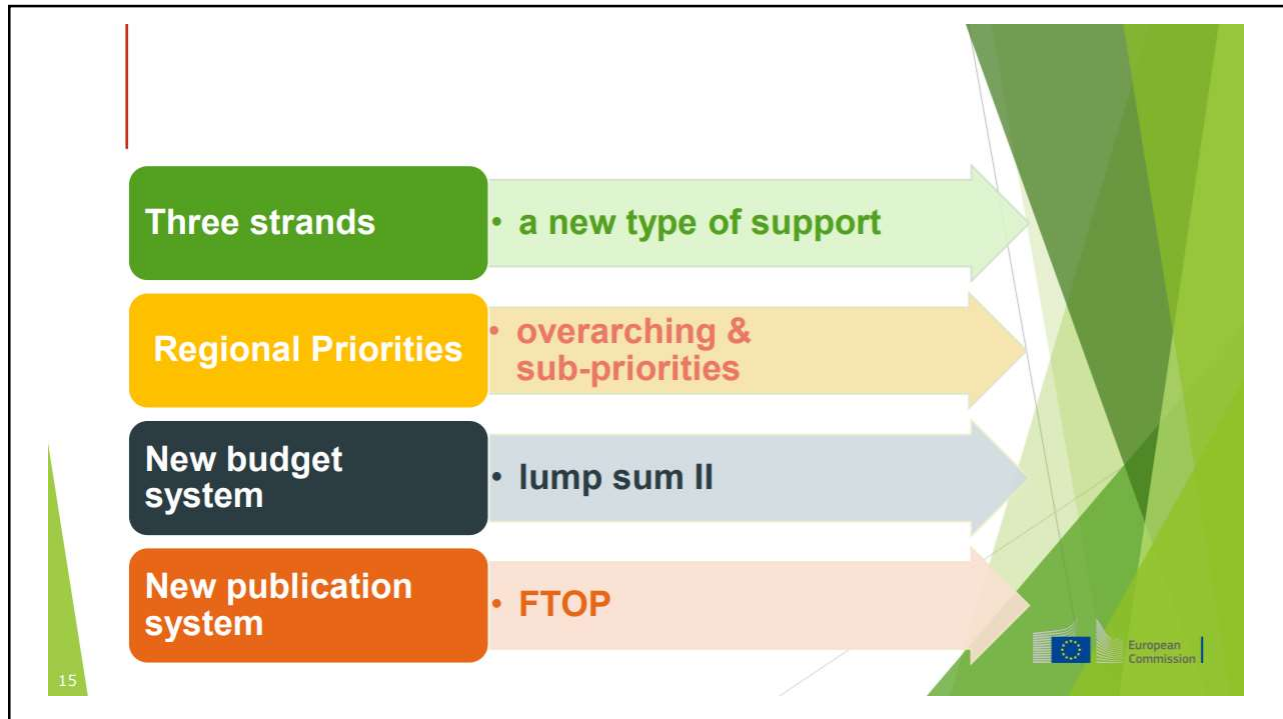 Three strands
• a new type of support
Regional Priorities
• overarching &
sub-priorities
New budget
system
• lump sum II
New publication
system
• FTOP
European
Commission
15